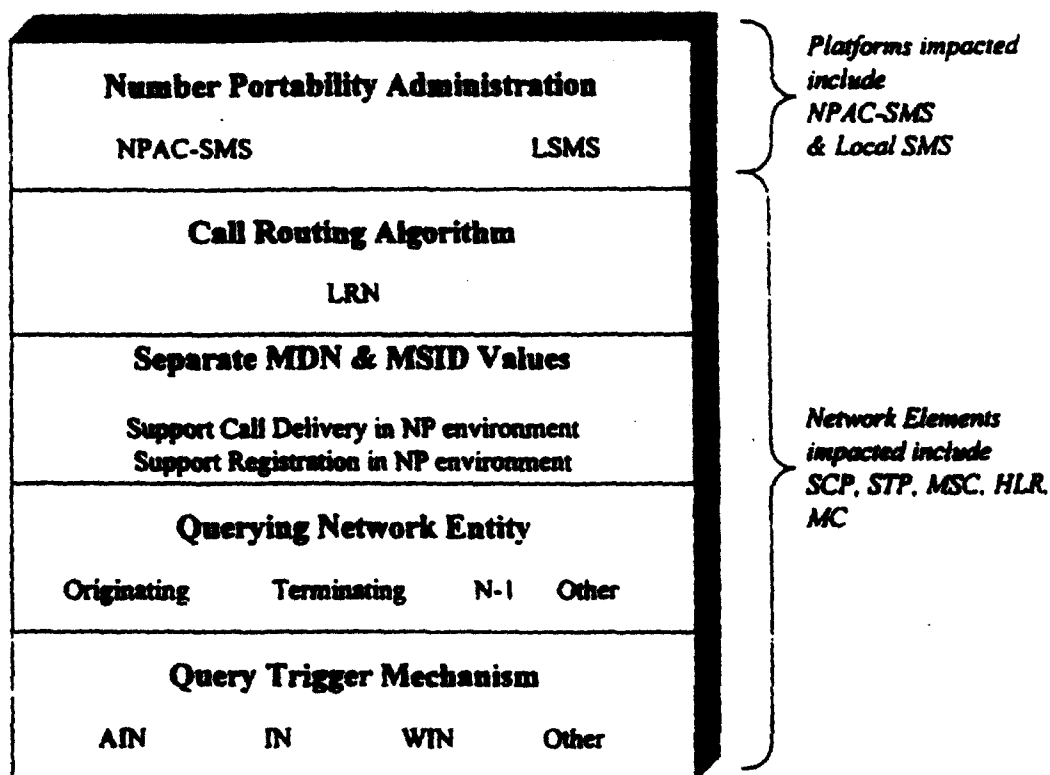 Number Portability Administration
NPAC-SMS LSMS
Call Routing Algorithm
LRN
Separate MDN & MSID Values
Support Call Delivery in NP environment
Support Registration in NP environment
Querying Network Entity
Originating Terminating N-1 Other
Query Trigger Mechanism
AIN IN WIN Other
Platforms impacted
include
NPAC-SMS
& Local SMS
Network Elements
impacted include
SCP, STP, MSC, HLR,
MC